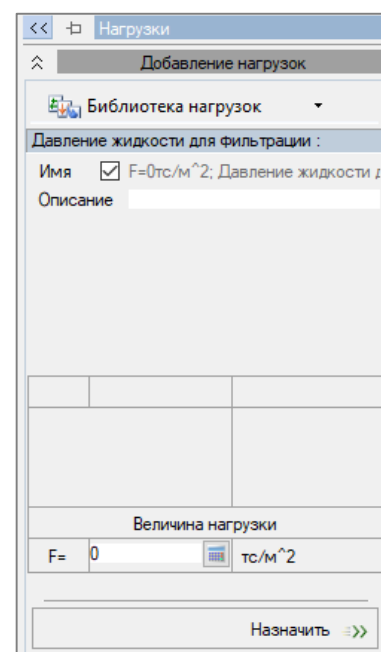 << Нагрузки
Добавление нагрузок
Библиотека нагрузок
Давление жидкости для фильтрации :
Имя F=0тс/м^2; Давление жидкости
Описание
Величина нагрузки
F= 0 тс/м^2
Назначить